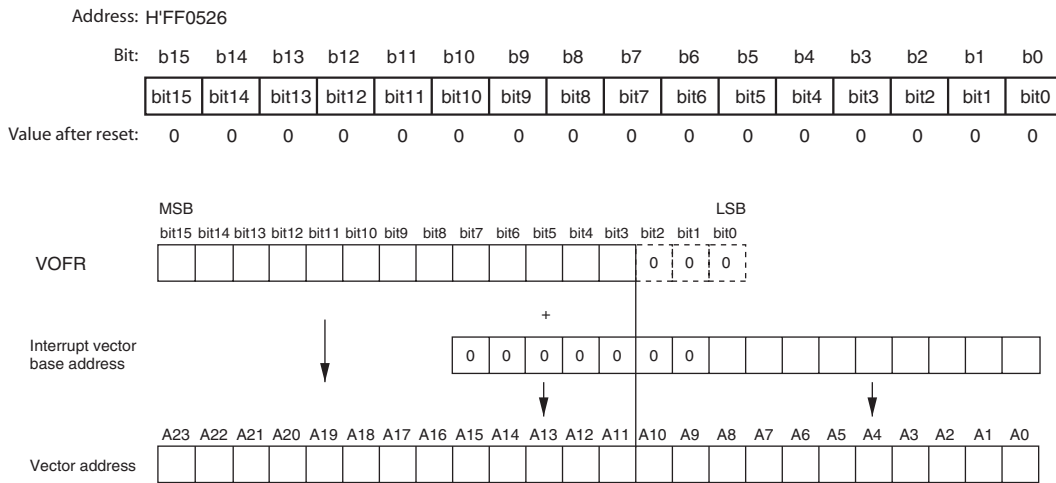 Address: H'FF0526
Bit: b15 b14 b13 b12 b11 b10 b9 b8 b7 b6 b5 b4 b3 b2 b1 b0
bit15 bit14 bit13 bit12 bit11 bit10 bit9 bit8 bit7 bit6 bit5 bit4 bit3 bit2 bit1 bit0
Value after reset: 0 0 0 0 0 0 0 0 0 0 0 0 0 0 0 0
MSB LSB
bit15 bit14 bit13 bit12 bit11 bit10 bit9 bit8 bit7 bit6 bit5 bit4 bit3 bit2 bit1 bit0
VOFR 0 0 0
+
Interrupt vector
base address
0 0 0 0 0 0 0
A23 A22 A21 A20 A19 A18 A17 A16 A15 A14 A13 A12 A11 A10 A9 A8 A7 A6 A5 A4 A3 A2 A1 A0
Vector address